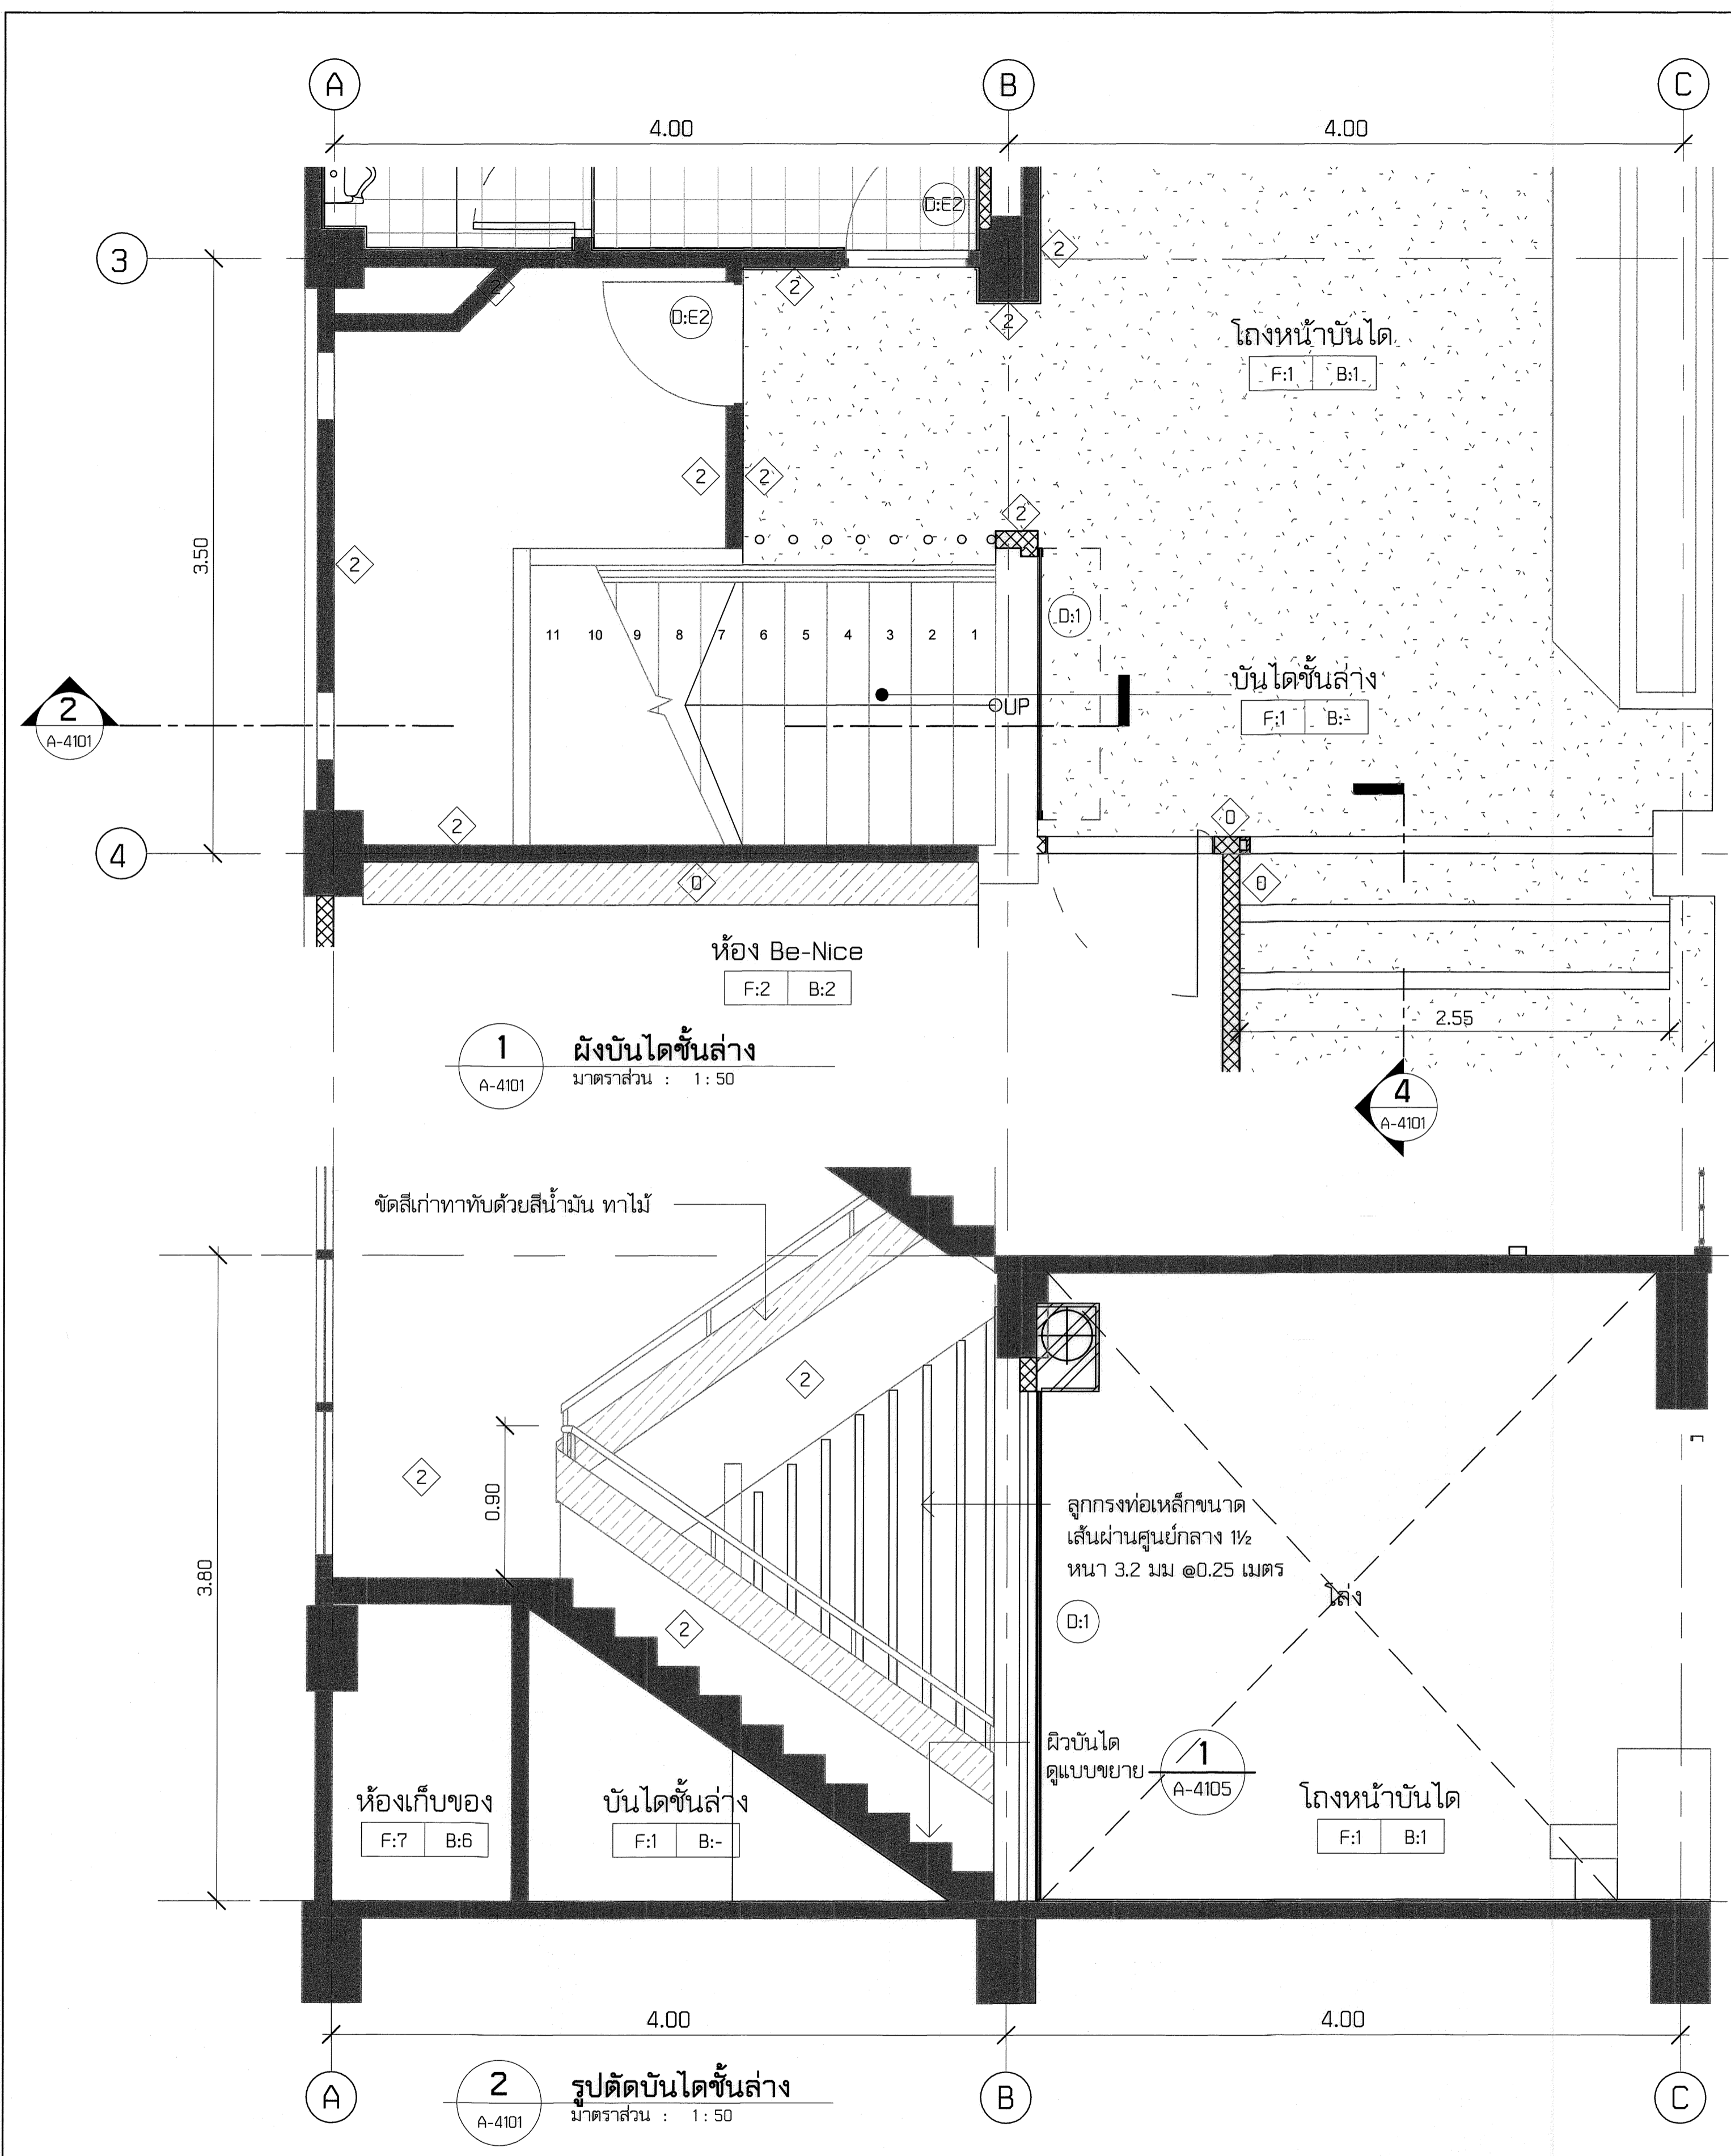 A
B
C
4.00
4.00
D:E2
3
2
2
2
2
2
D:E2
โถงหน้าบันได
F:1 B:1
3.50
2
2
2
2
11 10 9 8 7 6 5 4 3 2 1
D:1
บันไดชั้นล่าง
F:1 B:-
UP
2
A-4101
4
2
0
0
0
ห้อง Be-Nice
F:2 B:2
2.55
1
A-4101
ผังบันไดชั้นล่าง
มาตราส่วน : 1 : 50
4
A-4101
ขัดสีเก่าทาทับด้วยสีน้ำมัน ทาไม้
2
2
0.90
3.80
ลูกกรงท่อเหล็กขนาด
เส้นผ่านศูนย์กลาง 1½
หนา 3.2 มม @0.25 เมตร
โล่ง
D:1
2
ผิวบันได
ดูแบบขยาย
1
A-4105
ห้องเก็บของ
F:7 B:6
บันไดชั้นล่าง
F:1 B:-
โถงหน้าบันได
F:1 B:1
4.00
4.00
A
B
C
2
A-4101
รูปตัดบันไดชั้นล่าง
มาตราส่วน : 1 : 50